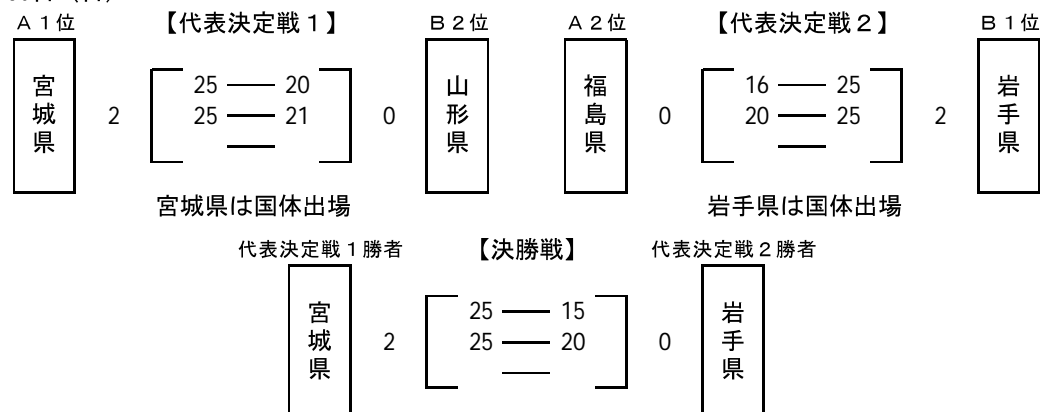 A１位 【代表決定戦１】 B２位 A２位 【代表決定戦２】 B１位
宮城県 2 25 — 20 0 山形県 福島県 0 16 — 25 2 岩手県
25 — 21 20 — 25
— —
宮城県は国体出場 岩手県は国体出場
代表決定戦１勝者 【決勝戦】 代表決定戦２勝者
宮城県 2 25 — 15 0 岩手県
25 — 20
—